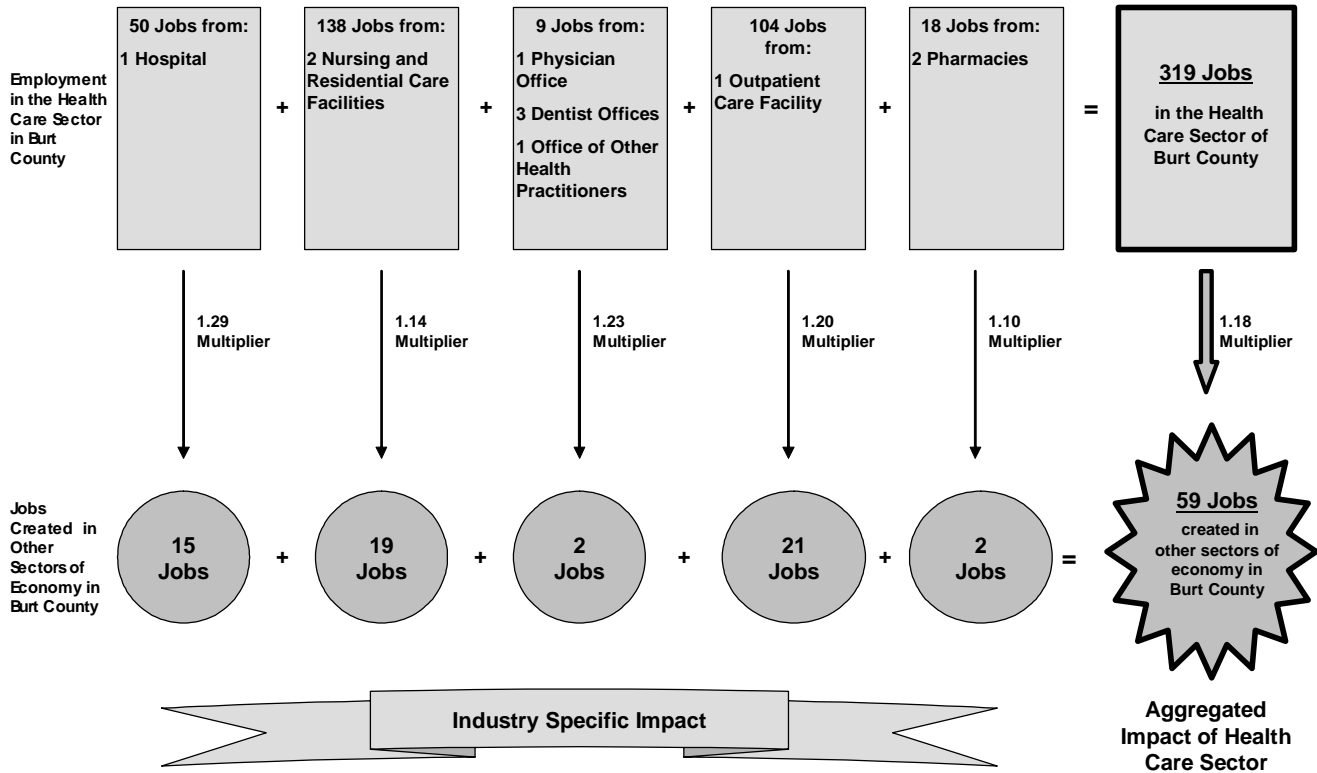 Employment
in the Health
Care Sector
in Burt
County
50 Jobs from:
1 Hospital
+
138 Jobs from:
2 Nursing and
Residential Care
Facilities
+
9 Jobs from:
1 Physician
Office
3 Dentist Offices
1 Office of Other
Health
Practitioners
+
104 Jobs
from:
1 Outpatient
Care Facility
+
18 Jobs from:
2 Pharmacies
=
319 Jobs
in the Health
Care Sector of
Burt County
1.29
Multiplier
1.14
Multiplier
1.23
Multiplier
1.20
Multiplier
1.10
Multiplier
1.18
Multiplier
Jobs
Created in
Other
Sectors of
Economy in
Burt County
15
Jobs
+
19
Jobs
+
2
Jobs
+
21
Jobs
+
2
Jobs
=
59 Jobs
created in
other sectors of
economy in
Burt County
Industry Specific Impact
Aggregated
Impact of Health
Care Sector